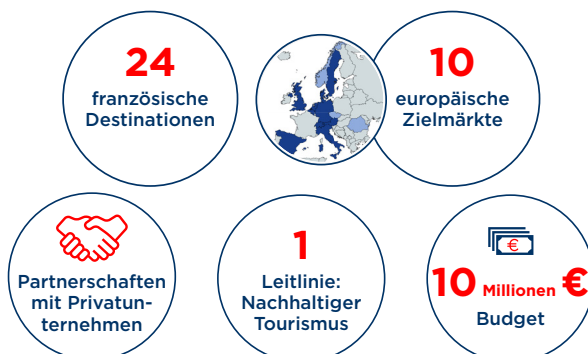 24
französische
Destinationen
10
europäische
Zielmärkte
Partnerschaften
mit Privatun-
ternehmen
1
Leitlinie:
Nachhaltiger
Tourismus
€
10 Millionen €
Budget